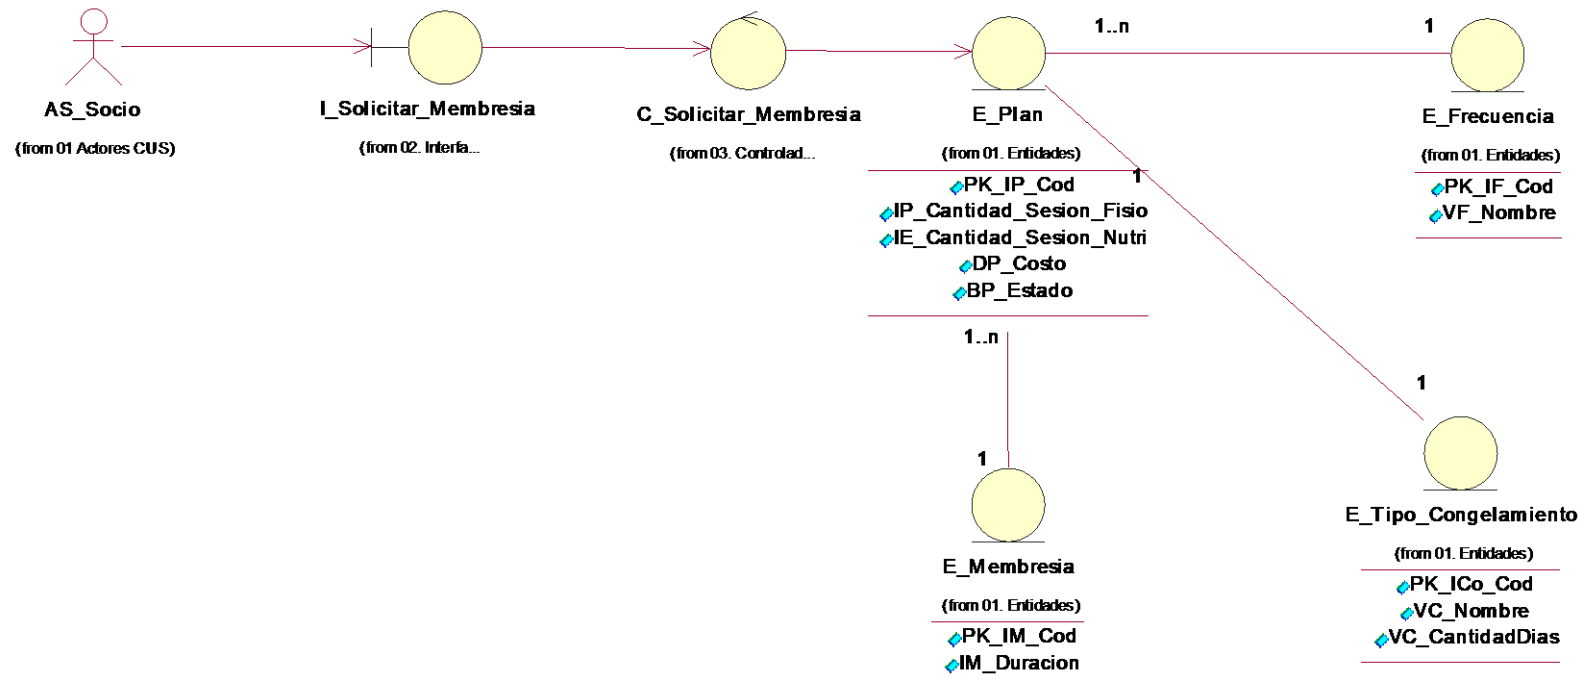 AS_Socio
(from 01 Actores CUS)
I_Solicitar_Membresia
(from 02. Interfa...
C_Solicitar_Membresia
(from 03. Controlad...
1..n
1
E_Plan
(from 01. Entidades)
PK_IP_Cod
IP_Cantidad_Sesion_Fisio
IE_Cantidad_Sesion_Nutri
DP_Costo
BP_Estado
1
E_Frecuencia
(from 01. Entidades)
PK_IF_Cod
VF_Nombre
1..n
1
1
E_Membresia
(from 01. Entidades)
PK_IM_Cod
IM_Duracion
E_Tipo_Congelamiento
(from 01. Entidades)
PK_ICo_Cod
VC_Nombre
VC_CantidadDias